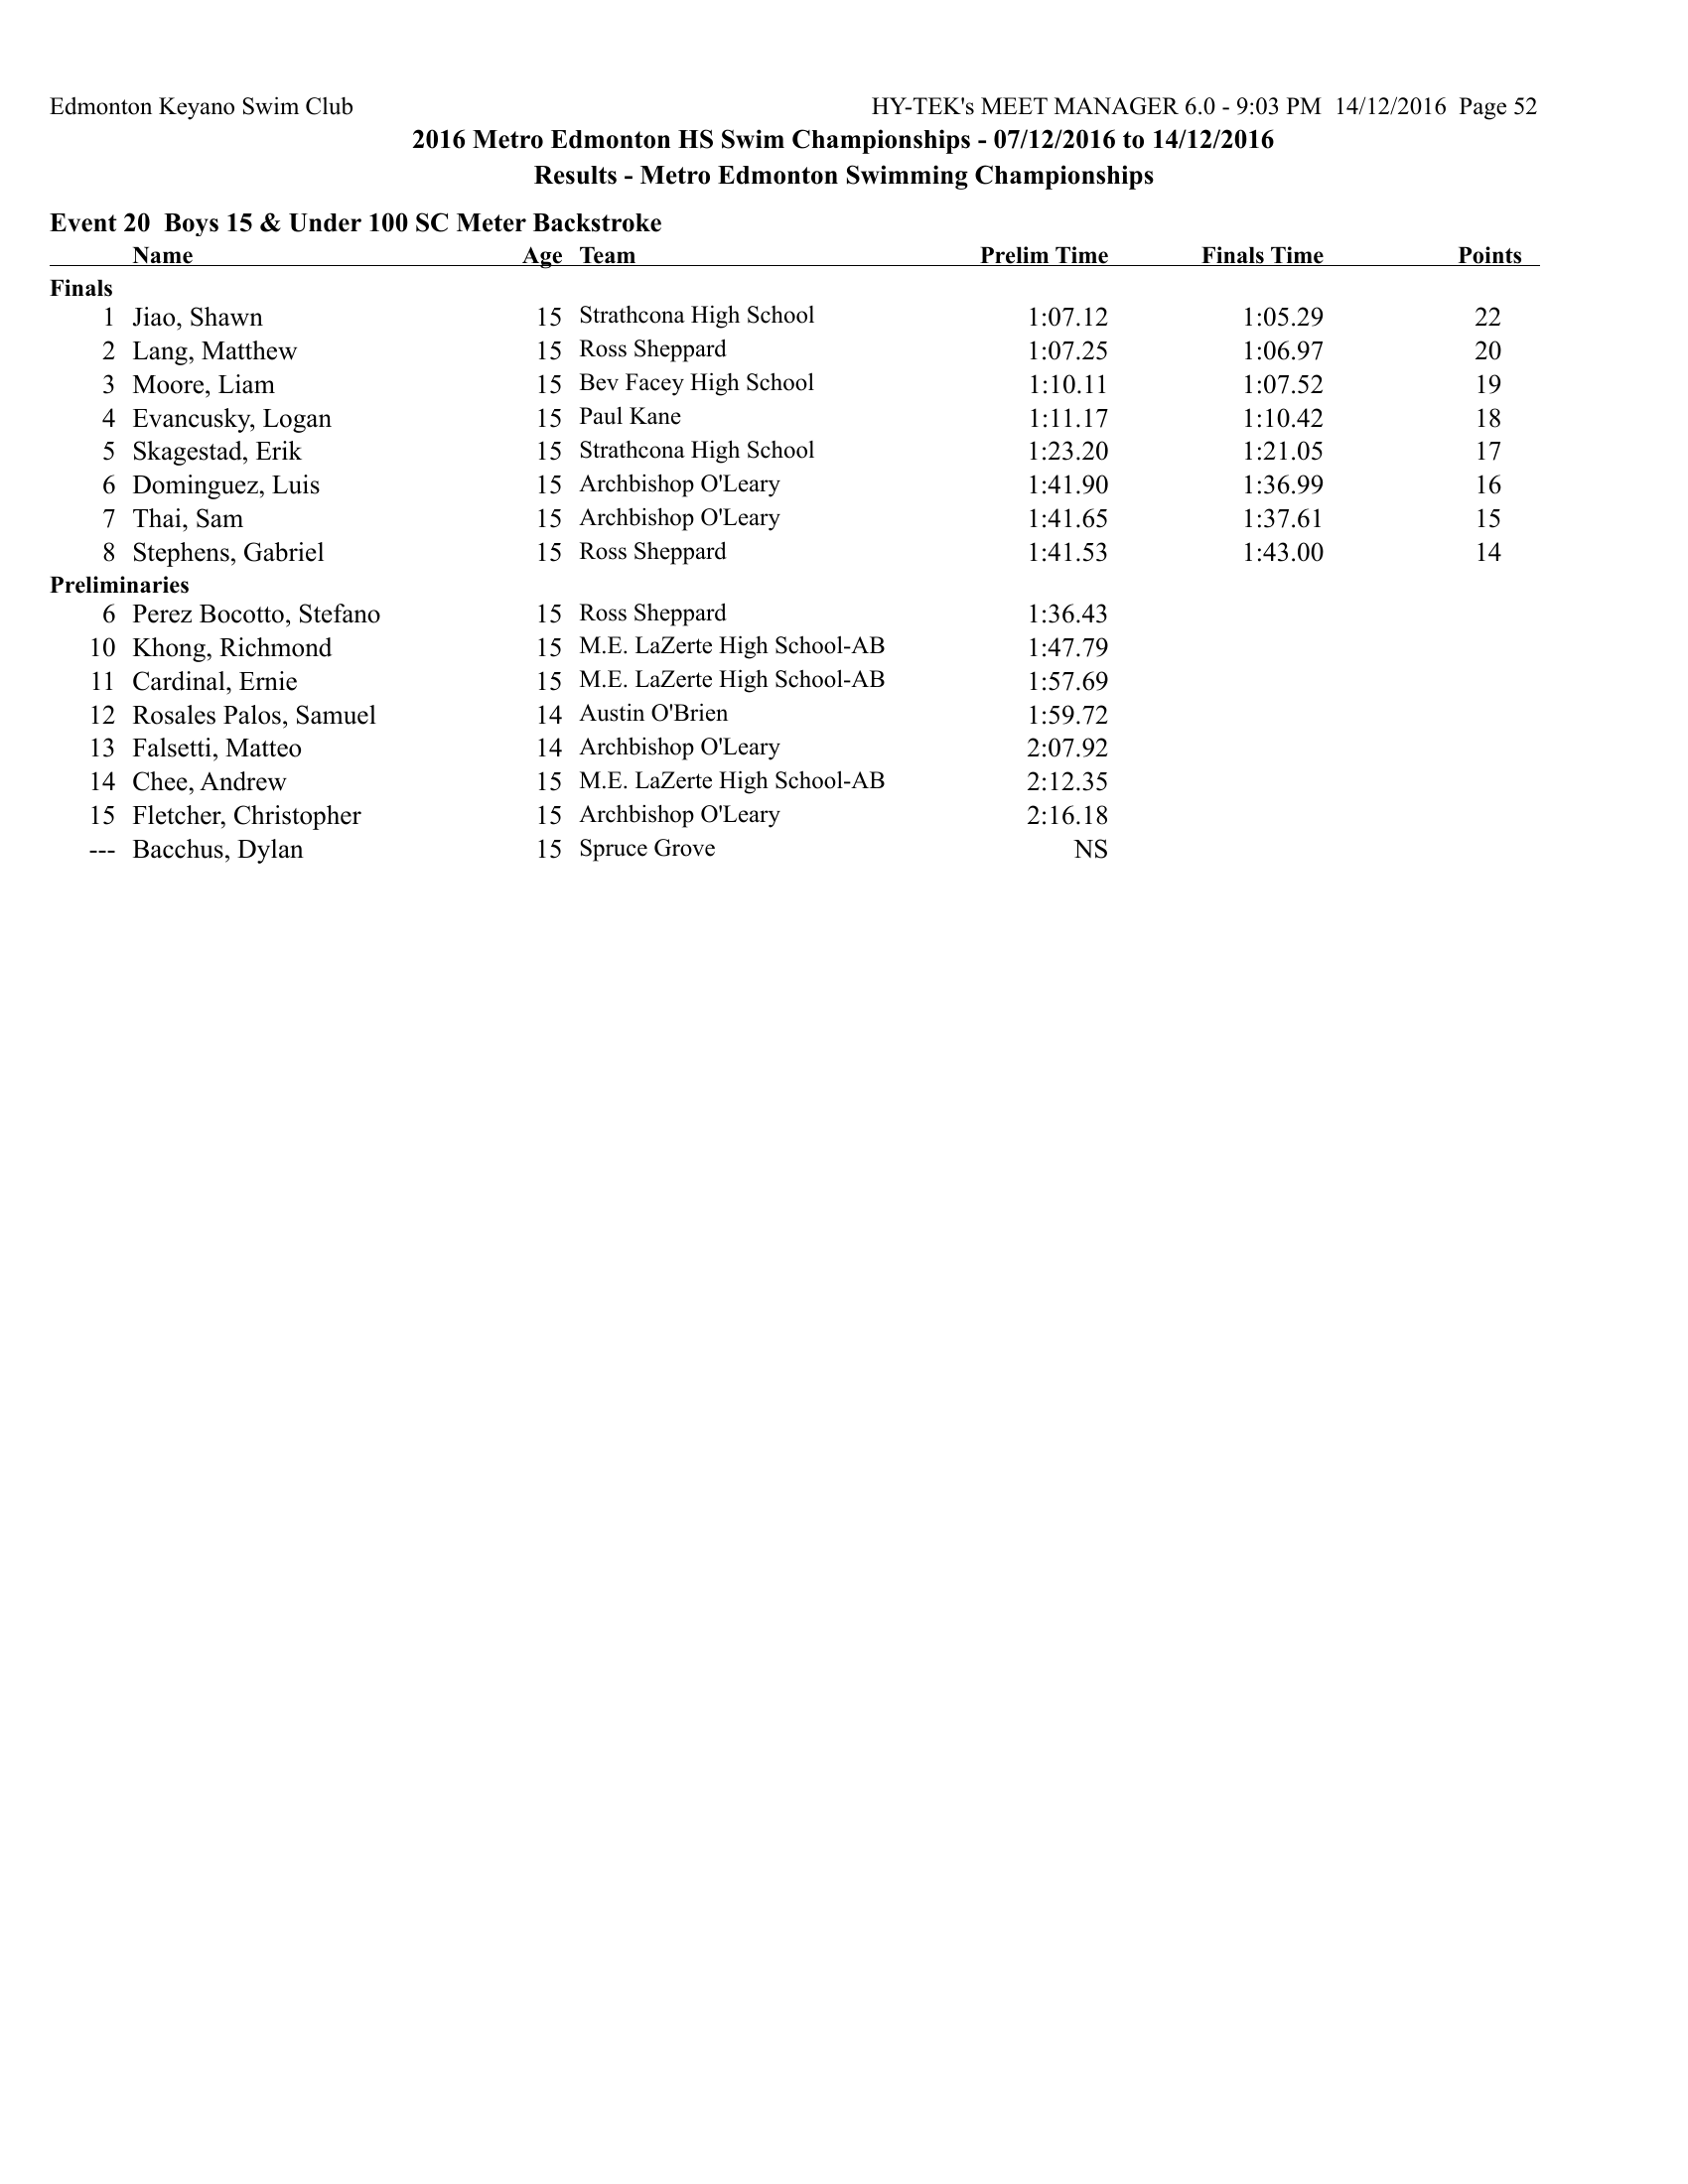 Edmonton Keyano Swim Club HY-TEK's MEET MANAGER 6.0 - 9:03 PM 14/12/2016 Page 52
2016 Metro Edmonton HS Swim Championships - 07/12/2016 to 14/12/2016
Results - Metro Edmonton Swimming Championships
Event 20 Boys 15 & Under 100 SC Meter Backstroke
Name Age Team Prelim Time Finals Time Points
Finals
1 Jiao, Shawn 15 Strathcona High School 1:07.12 1:05.29 22
2 Lang, Matthew 15 Ross Sheppard 1:07.25 1:06.97 20
3 Moore, Liam 15 Bev Facey High School 1:10.11 1:07.52 19
4 Evancusky, Logan 15 Paul Kane 1:11.17 1:10.42 18
5 Skagestad, Erik 15 Strathcona High School 1:23.20 1:21.05 17
6 Dominguez, Luis 15 Archbishop O'Leary 1:41.90 1:36.99 16
7 Thai, Sam 15 Archbishop O'Leary 1:41.65 1:37.61 15
8 Stephens, Gabriel 15 Ross Sheppard 1:41.53 1:43.00 14
Preliminaries
6 Perez Bocotto, Stefano 15 Ross Sheppard 1:36.43
10 Khong, Richmond 15 M.E. LaZerte High School-AB 1:47.79
11 Cardinal, Ernie 15 M.E. LaZerte High School-AB 1:57.69
12 Rosales Palos, Samuel 14 Austin O'Brien 1:59.72
13 Falsetti, Matteo 14 Archbishop O'Leary 2:07.92
14 Chee, Andrew 15 M.E. LaZerte High School-AB 2:12.35
15 Fletcher, Christopher 15 Archbishop O'Leary 2:16.18
--- Bacchus, Dylan 15 Spruce Grove NS